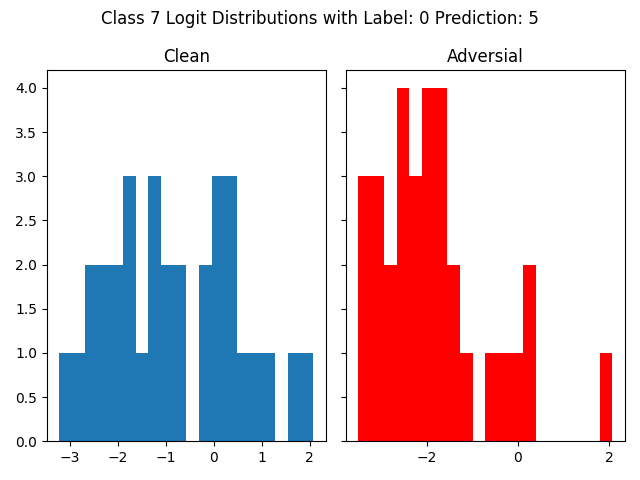 Class 7 Logit Distributions with Label: 0 Prediction: 5
Clean
Adversial
4.0
3.5
3.0
2.5
2.0
1.5
1.0
0.5
0.0
−3 −2 −1 0 1 2
−2 0 2